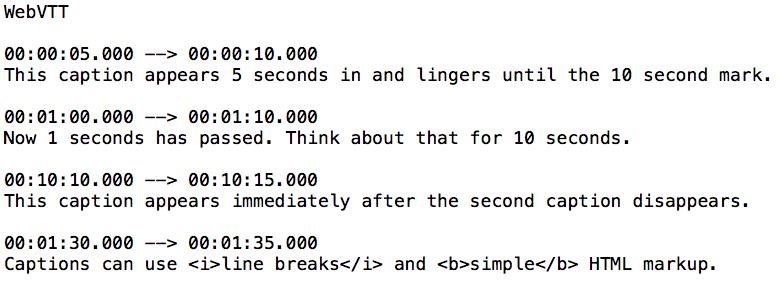 WebVTT
00:00:05.000 --> 00:00:10.000
This caption appears 5 seconds in and lingers until the 10 second mark.
00:01:00.000 --> 00:01:10.000
Now 1 seconds has passed. Think about that for 10 seconds.
00:10:10.000 --> 00:10:15.000
This caption appears immediately after the second caption disappears.
00:01:30.000 --> 00:01:35.000
Captions can use <i>line breaks</i> and <b>simple</b> HTML markup.